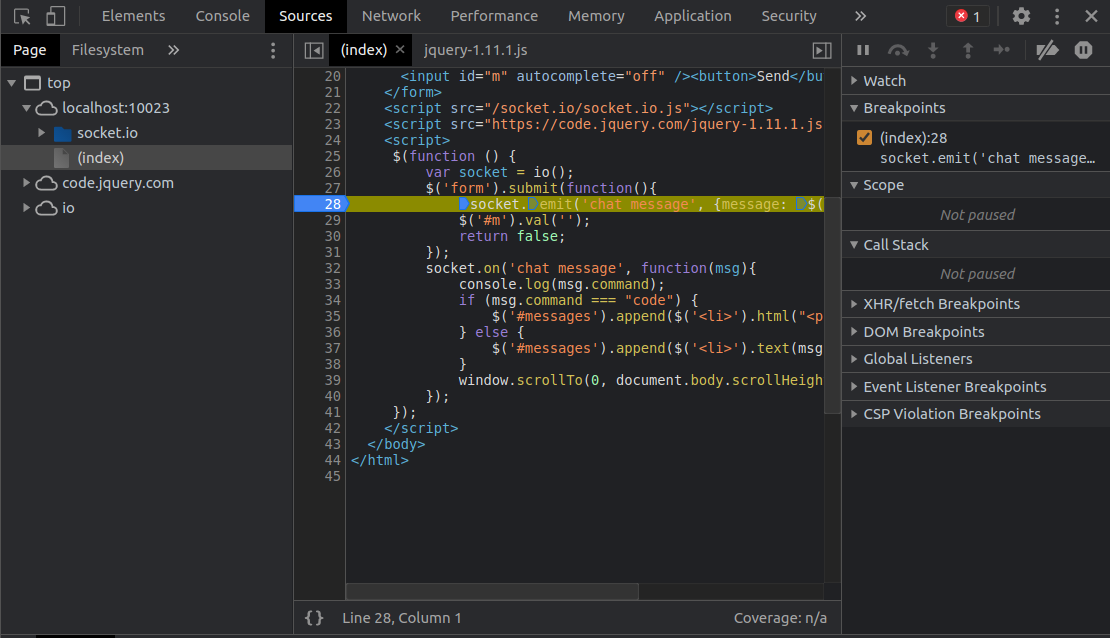 Elements Console Sources Network Performance Memory Application Security » 1
Page Filesystem »
(index) × jquery-1.11.1.js
top
localhost:10023
socket.io
(index)
code.jquery.com
io
20 <input id="m" autocomplete="off" /><button>Send</bu
21 </form>
22 <script src="/socket.io/socket.io.js"></script>
23 <script src="https://code.jquery.com/jquery-1.11.1.js
24 <script>
25 $(function () {
26 var socket = io();
27 $('form').submit(function(){
28 socket.emit('chat message', {message: $(
29 $('#m').val('');
30 return false;
31 });
32 socket.on('chat message', function(msg){
33 console.log(msg.command);
34 if (msg.command === "code") {
35 $('#messages').append($('<li>').html("<p
36 } else {
37 $('#messages').append($('<li>').text(msg
38 }
39 window.scrollTo(0, document.body.scrollHeigh
40 });
41 });
42 </script>
43 </body>
44 </html>
45
{} Line 28, Column 1 Coverage: n/a
Watch
Breakpoints
(index):28
socket.emit('chat message…
Scope
Not paused
Call Stack
Not paused
XHR/fetch Breakpoints
DOM Breakpoints
Global Listeners
Event Listener Breakpoints
CSP Violation Breakpoints